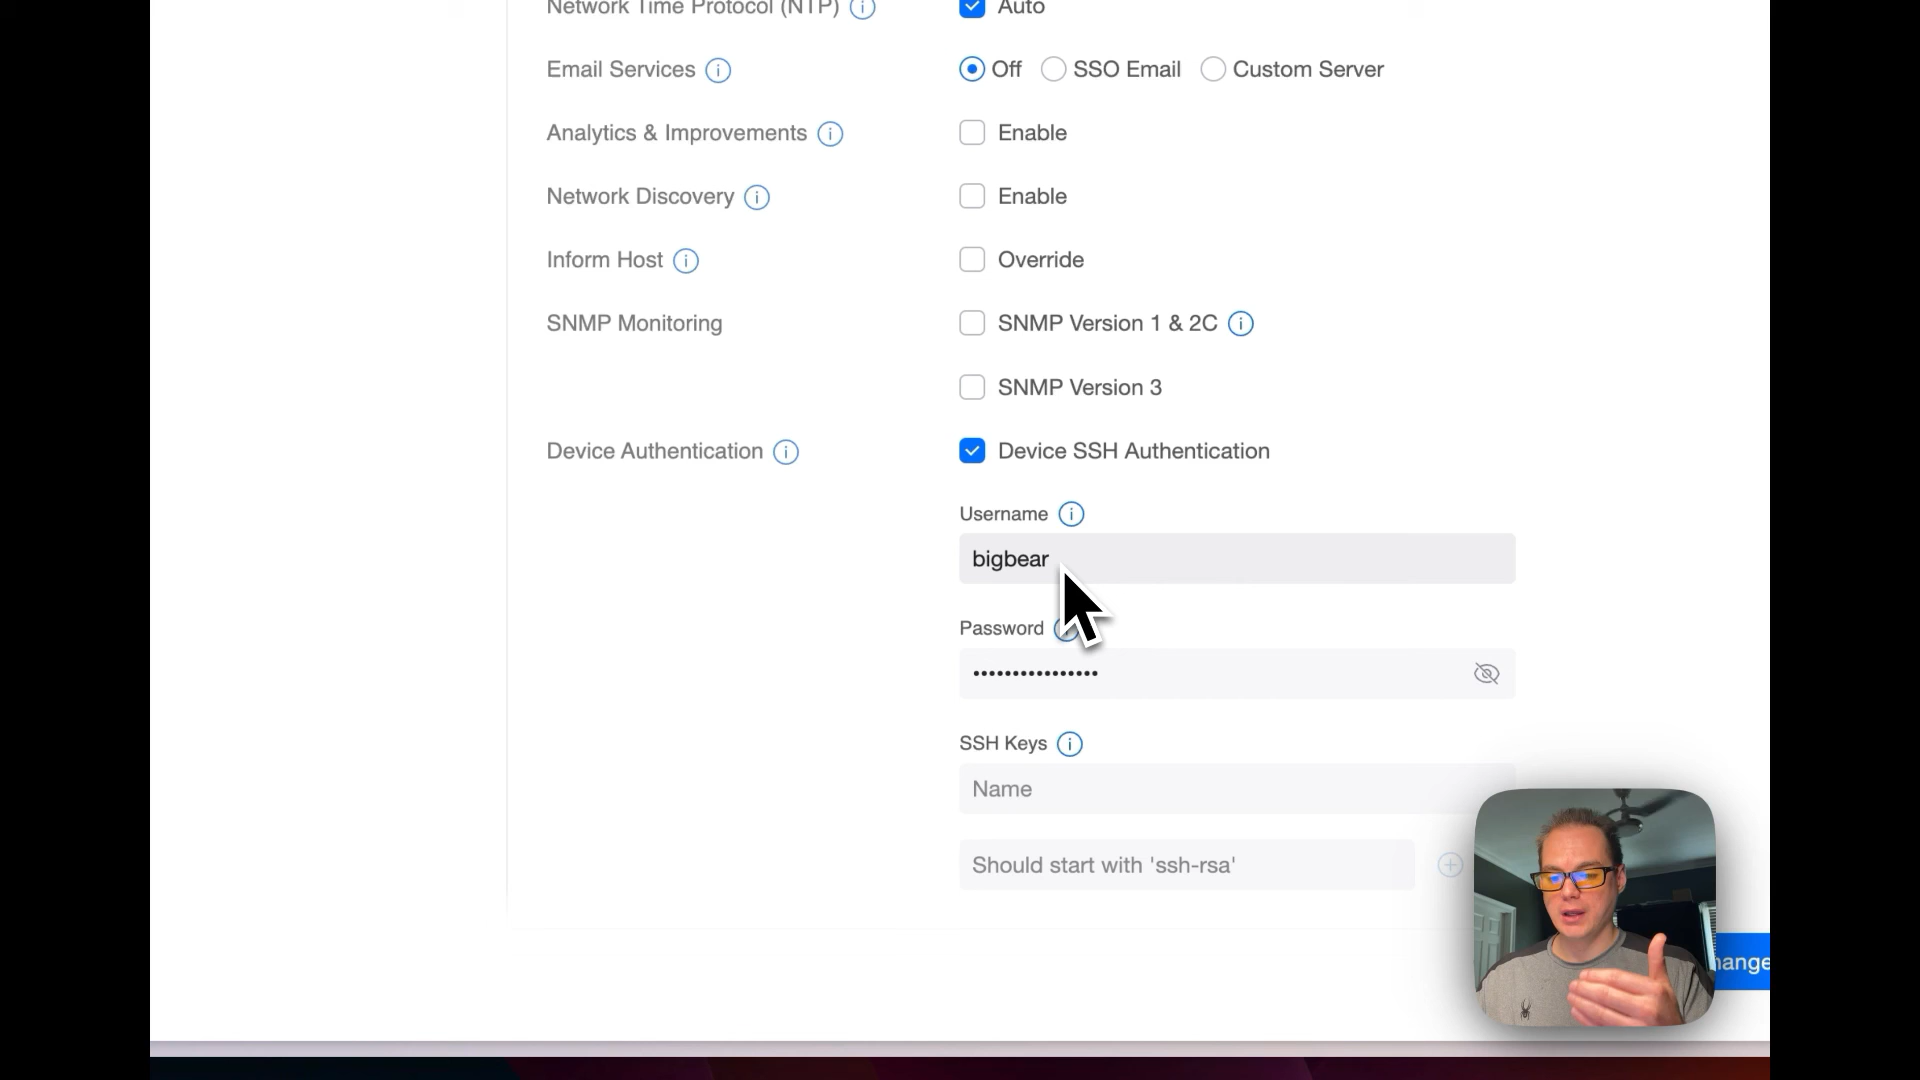 Network Time Protocol (NTP)
Auto
Email Services
Off
SSO Email
Custom Server
Analytics & Improvements
Enable
Network Discovery
Enable
Inform Host
Override
SNMP Monitoring
SNMP Version 1 & 2C
SNMP Version 3
Device Authentication
Device SSH Authentication
Username
bigbear
Password
••••••••••••••••
SSH Keys
Name
Should start with 'ssh-rsa'